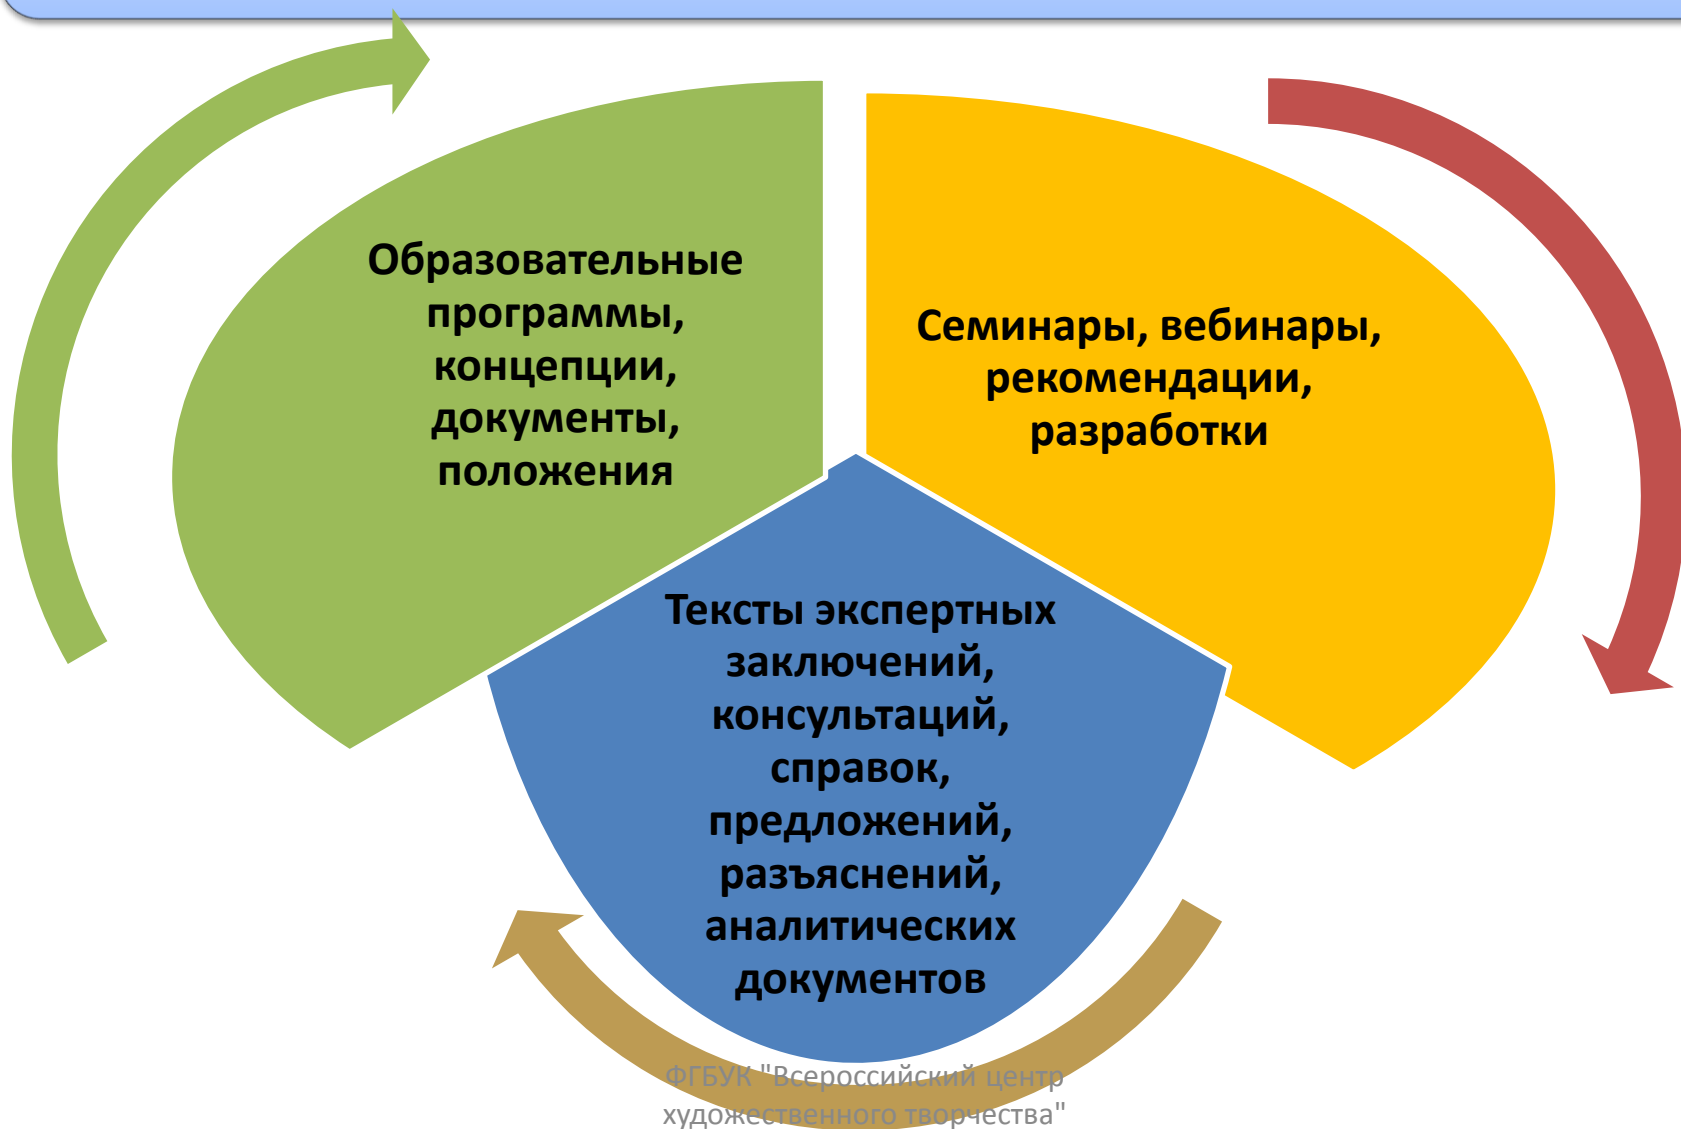 Образовательные
программы,
концепции,
документы,
положения
Семинары, вебинары,
рекомендации,
разработки
Тексты экспертных
заключений,
консультаций,
справок,
предложений,
разъяснений,
аналитических
документов
ФГБУК "Всероссийский центр
художественного творчества"